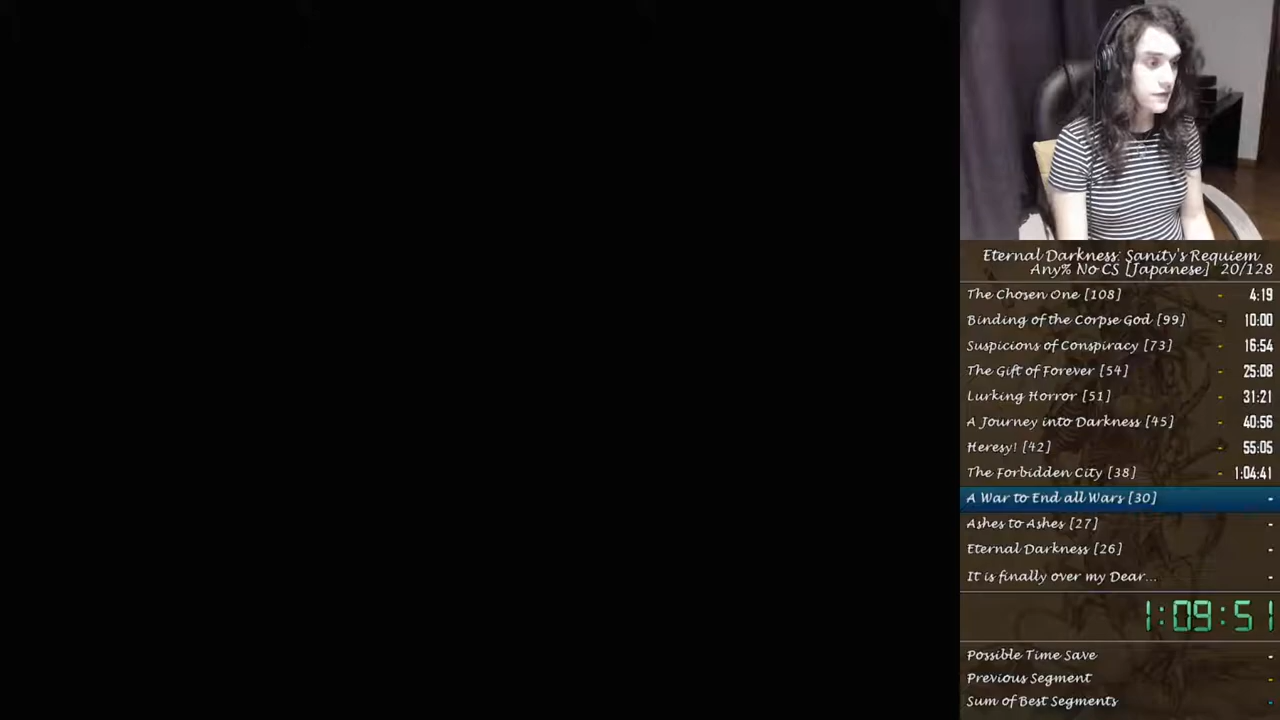 Eternal Darkness: Sanity's Requiem
Any% No CS [Japanese] 20/128
The Chosen One [108] - 4:19
Binding of the Corpse God [99] - 10:00
Suspicions of Conspiracy [73] - 16:54
The Gift of Forever [54] - 25:08
Lurking Horror [51] - 31:21
A Journey into Darkness [45] - 40:56
Heresy! [42] - 55:05
The Forbidden City [38] - 1:04:41
A War to End all Wars [30] -
Ashes to Ashes [27] -
Eternal Darkness [26] -
It is finally over my Dear... -
1:09:51
Possible Time Save -
Previous Segment -
Sum of Best Segments -